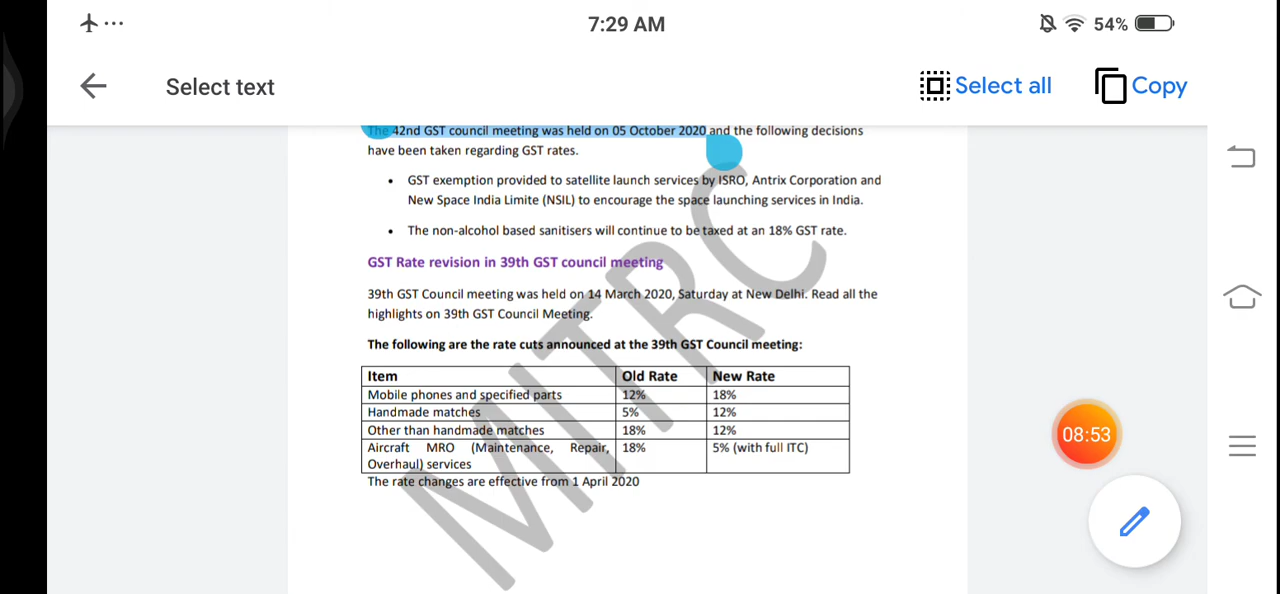 7:29 AM
54%
Select text
Select all
Copy
The 42nd GST council meeting was held on 05 October 2020 and the following decisions
have been taken regarding GST rates.
• GST exemption provided to satellite launch services by ISRO, Antrix Corporation and
New Space India Limite (NSIL) to encourage the space launching services in India.
• The non-alcohol based sanitisers will continue to be taxed at an 18% GST rate.
GST Rate revision in 39th GST council meeting
39th GST Council meeting was held on 14 March 2020, Saturday at New Delhi. Read all the
highlights on 39th GST Council Meeting.
The following are the rate cuts announced at the 39th GST Council meeting:
Item Old Rate New Rate
Mobile phones and specified parts 12% 18%
Handmade matches 5% 12%
Other than handmade matches 18% 12%
Aircraft MRO (Maintenance, Repair, 18% 5% (with full ITC)
Overhaul) services
The rate changes are effective from 1 April 2020
MTRC
08:53